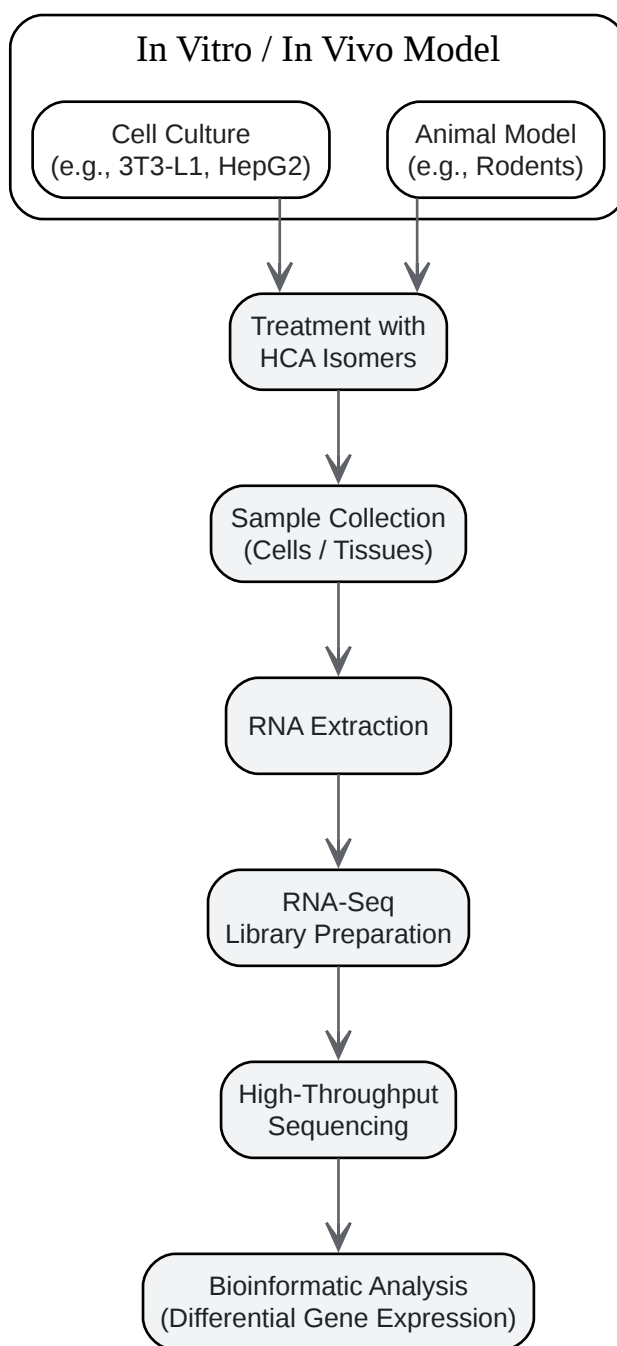 In Vitro / In Vivo Model
Cell Culture
(e.g., 3T3-L1, HepG2)
Animal Model
(e.g., Rodents)
Treatment with
HCA Isomers
Sample Collection
(Cells / Tissues)
RNA Extraction
RNA-Seq
Library Preparation
High-Throughput
Sequencing
Bioinformatic Analysis
(Differential Gene Expression)